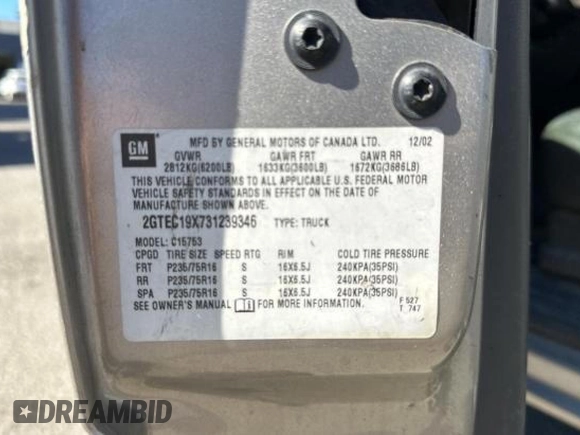 GM
MFD BY GENERAL MOTORS OF CANADA LTD. 12/02
GVWR GAWR FRT GAWR RR
2812KG(6200LB) 1633KG(3600LB) 1672KG(3686LB)
THIS VEHICLE CONFORMS TO ALL APPLICABLE U.S. FEDERAL MOTOR
VEHICLE SAFETY STANDARDS IN EFFECT ON THE DATE OF
MANUFACTURE SHOWN ABOVE.
2GTEC19X731239346 TYPE: TRUCK
MODEL: C15753
CPGD TIRE SIZE SPEED RTG RIM COLD TIRE PRESSURE
FRT P235/75R16 S 16X6.5J 240KPA(35PSI)
RR P235/75R16 S 16X6.5J 240KPA(35PSI)
SPA P235/75R16 S 16X6.5J 240KPA(35PSI)
SEE OWNER'S MANUAL FOR MORE INFORMATION.
F 527
T 747
DREAMBID